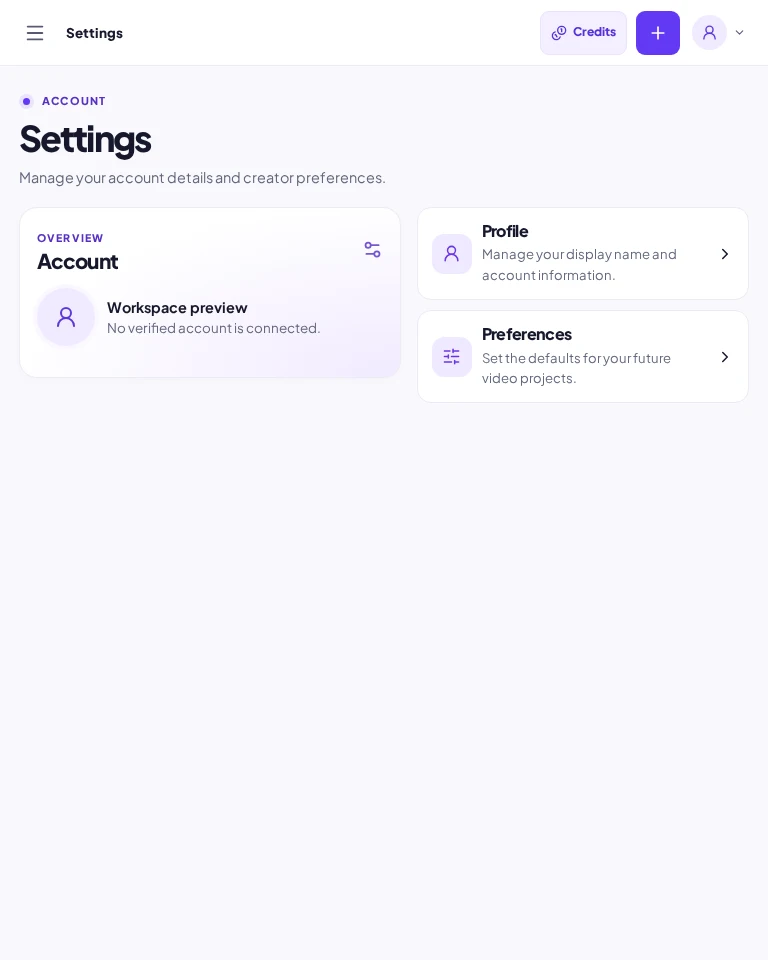 Settings
Credits
ACCOUNT
Settings
Manage your account details and creator preferences.
OVERVIEW
Account
Workspace preview
No verified account is connected.
Profile
Manage your display name and
account information.
Preferences
Set the defaults for your future
video projects.